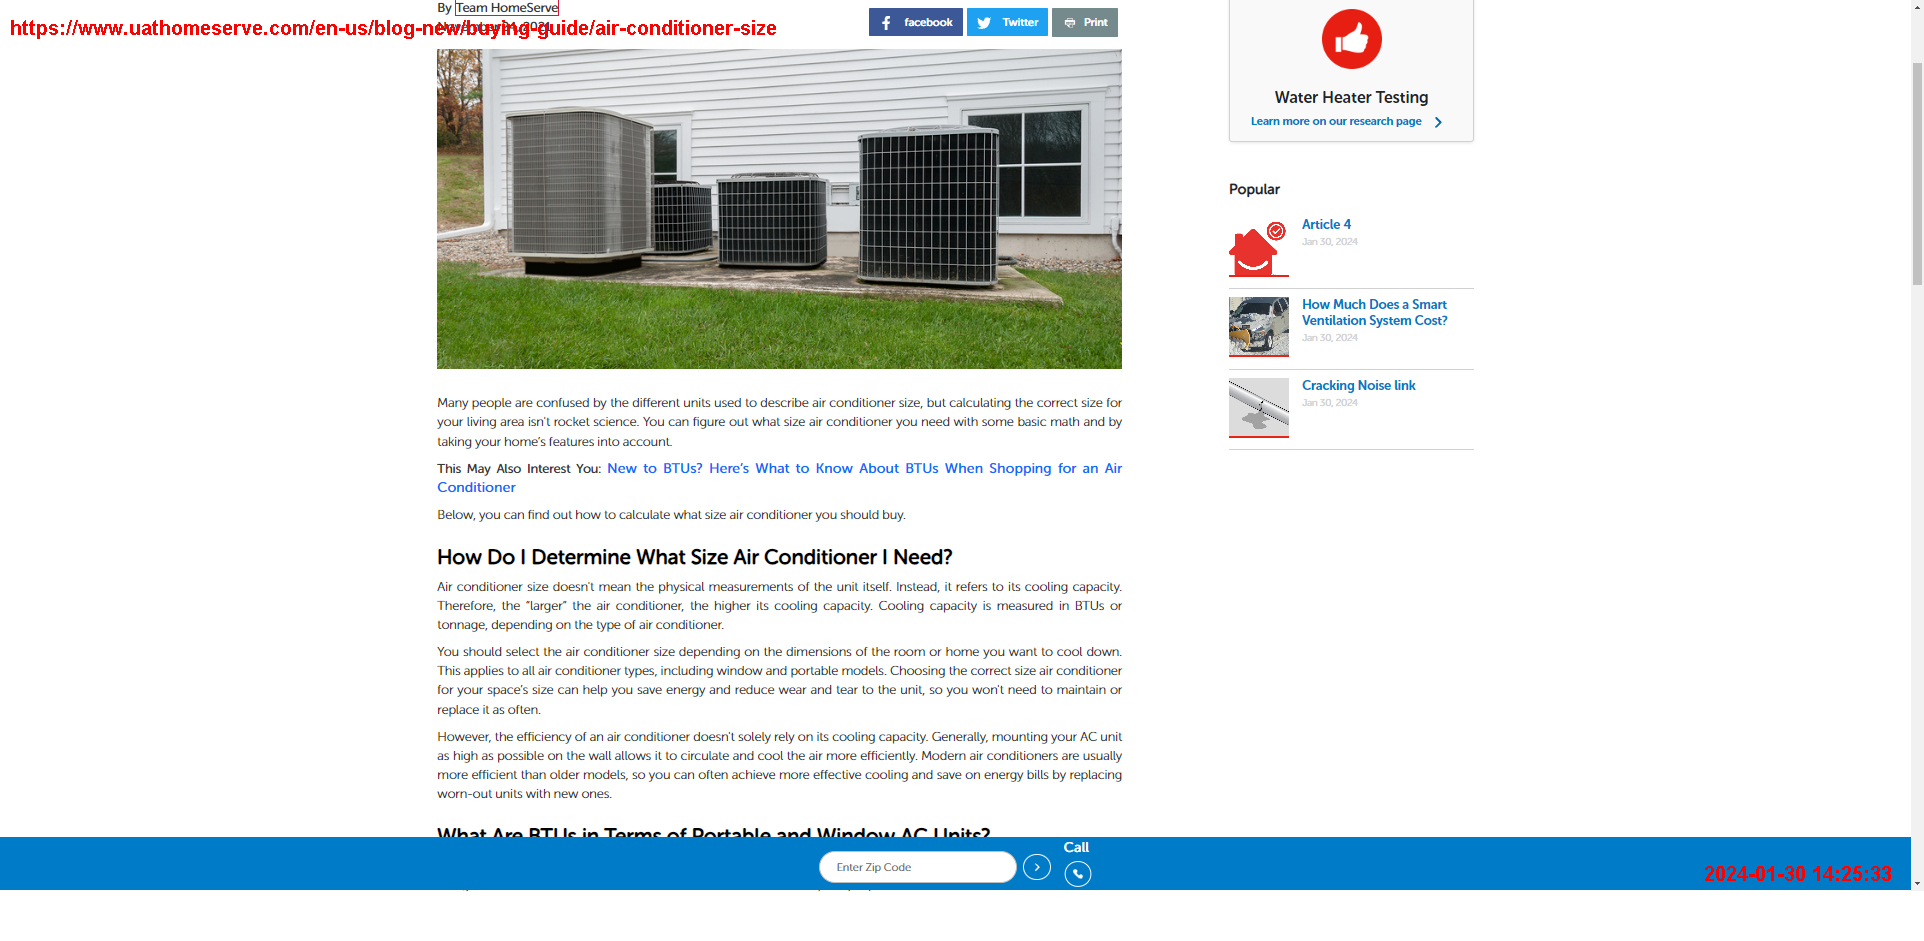 By Team HomeServe
November 24, 2021
https://www.uathomeserve.com/en-us/blog-new/buying-guide/air-conditioner-size
facebook
Twitter
Print
Water Heater Testing
Learn more on our research page
Popular
Article 4
Jan 30, 2024
How Much Does a Smart
Ventilation System Cost?
Jan 30, 2024
Cracking Noise link
Jan 30, 2024
Many people are confused by the different units used to describe air conditioner size, but calculating the correct size for
your living area isn't rocket science. You can figure out what size air conditioner you need with some basic math and by
taking your home's features into account.
This May Also Interest You: New to BTUs? Here's What to Know About BTUs When Shopping for an Air
Conditioner
Below, you can find out how to calculate what size air conditioner you should buy.
How Do I Determine What Size Air Conditioner I Need?
Air conditioner size doesn't mean the physical measurements of the unit itself. Instead, it refers to its cooling capacity.
Therefore, the "larger" the air conditioner, the higher its cooling capacity. Cooling capacity is measured in BTUs or
tonnage, depending on the type of air conditioner.
You should select the air conditioner size depending on the dimensions of the room or home you want to cool down.
This applies to all air conditioner types, including window and portable models. Choosing the correct size air conditioner
for your space's size can help you save energy and reduce wear and tear to the unit, so you won't need to maintain or
replace it as often.
However, the efficiency of an air conditioner doesn't solely rely on its cooling capacity. Generally, mounting your AC unit
as high as possible on the wall allows it to circulate and cool the air more efficiently. Modern air conditioners are usually
more efficient than older models, so you can often achieve more effective cooling and save on energy bills by replacing
worn-out units with new ones.
What Are BTUs in Terms of Portable and Window AC Units?
Enter Zip Code
Call
2024-01-30 14:25:33